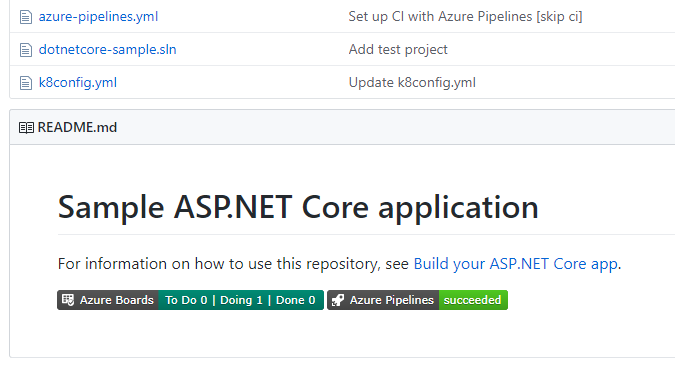 azure-pipelines.yml Set up CI with Azure Pipelines [skip ci]
dotnetcore-sample.sln Add test project
k8config.yml Update k8config.yml
README.md
Sample ASP.NET Core application
For information on how to use this repository, see Build your ASP.NET Core app.
Azure Boards To Do 0 | Doing 1 | Done 0 Azure Pipelines succeeded